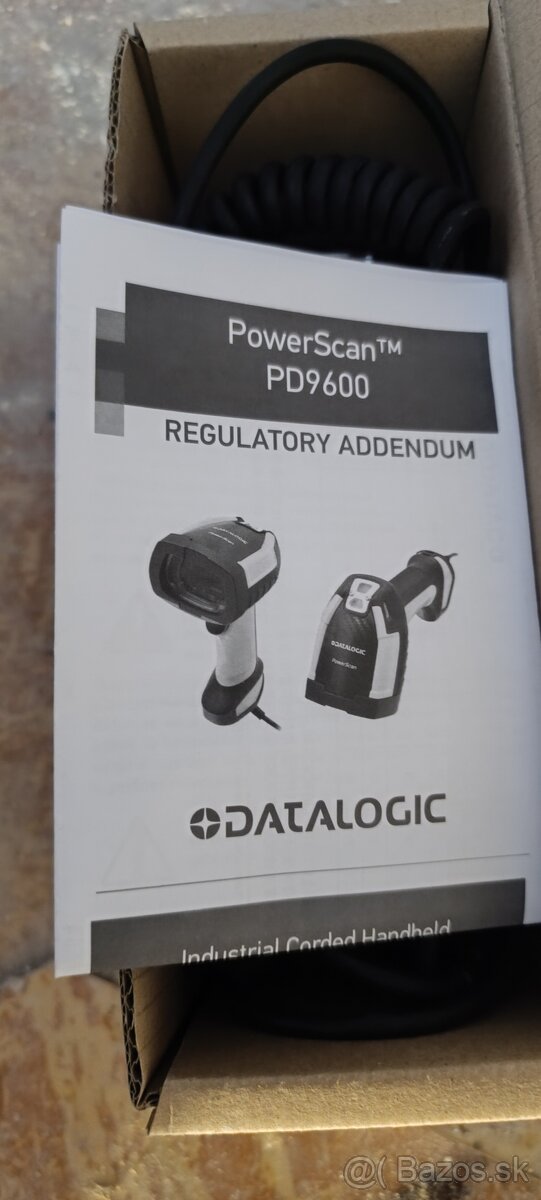 PowerScan™
PD9600
REGULATORY ADDENDUM
DATALOGIC
PowerScan
DATALOGIC
Industrial Corded Handheld
@( Bazos.sk